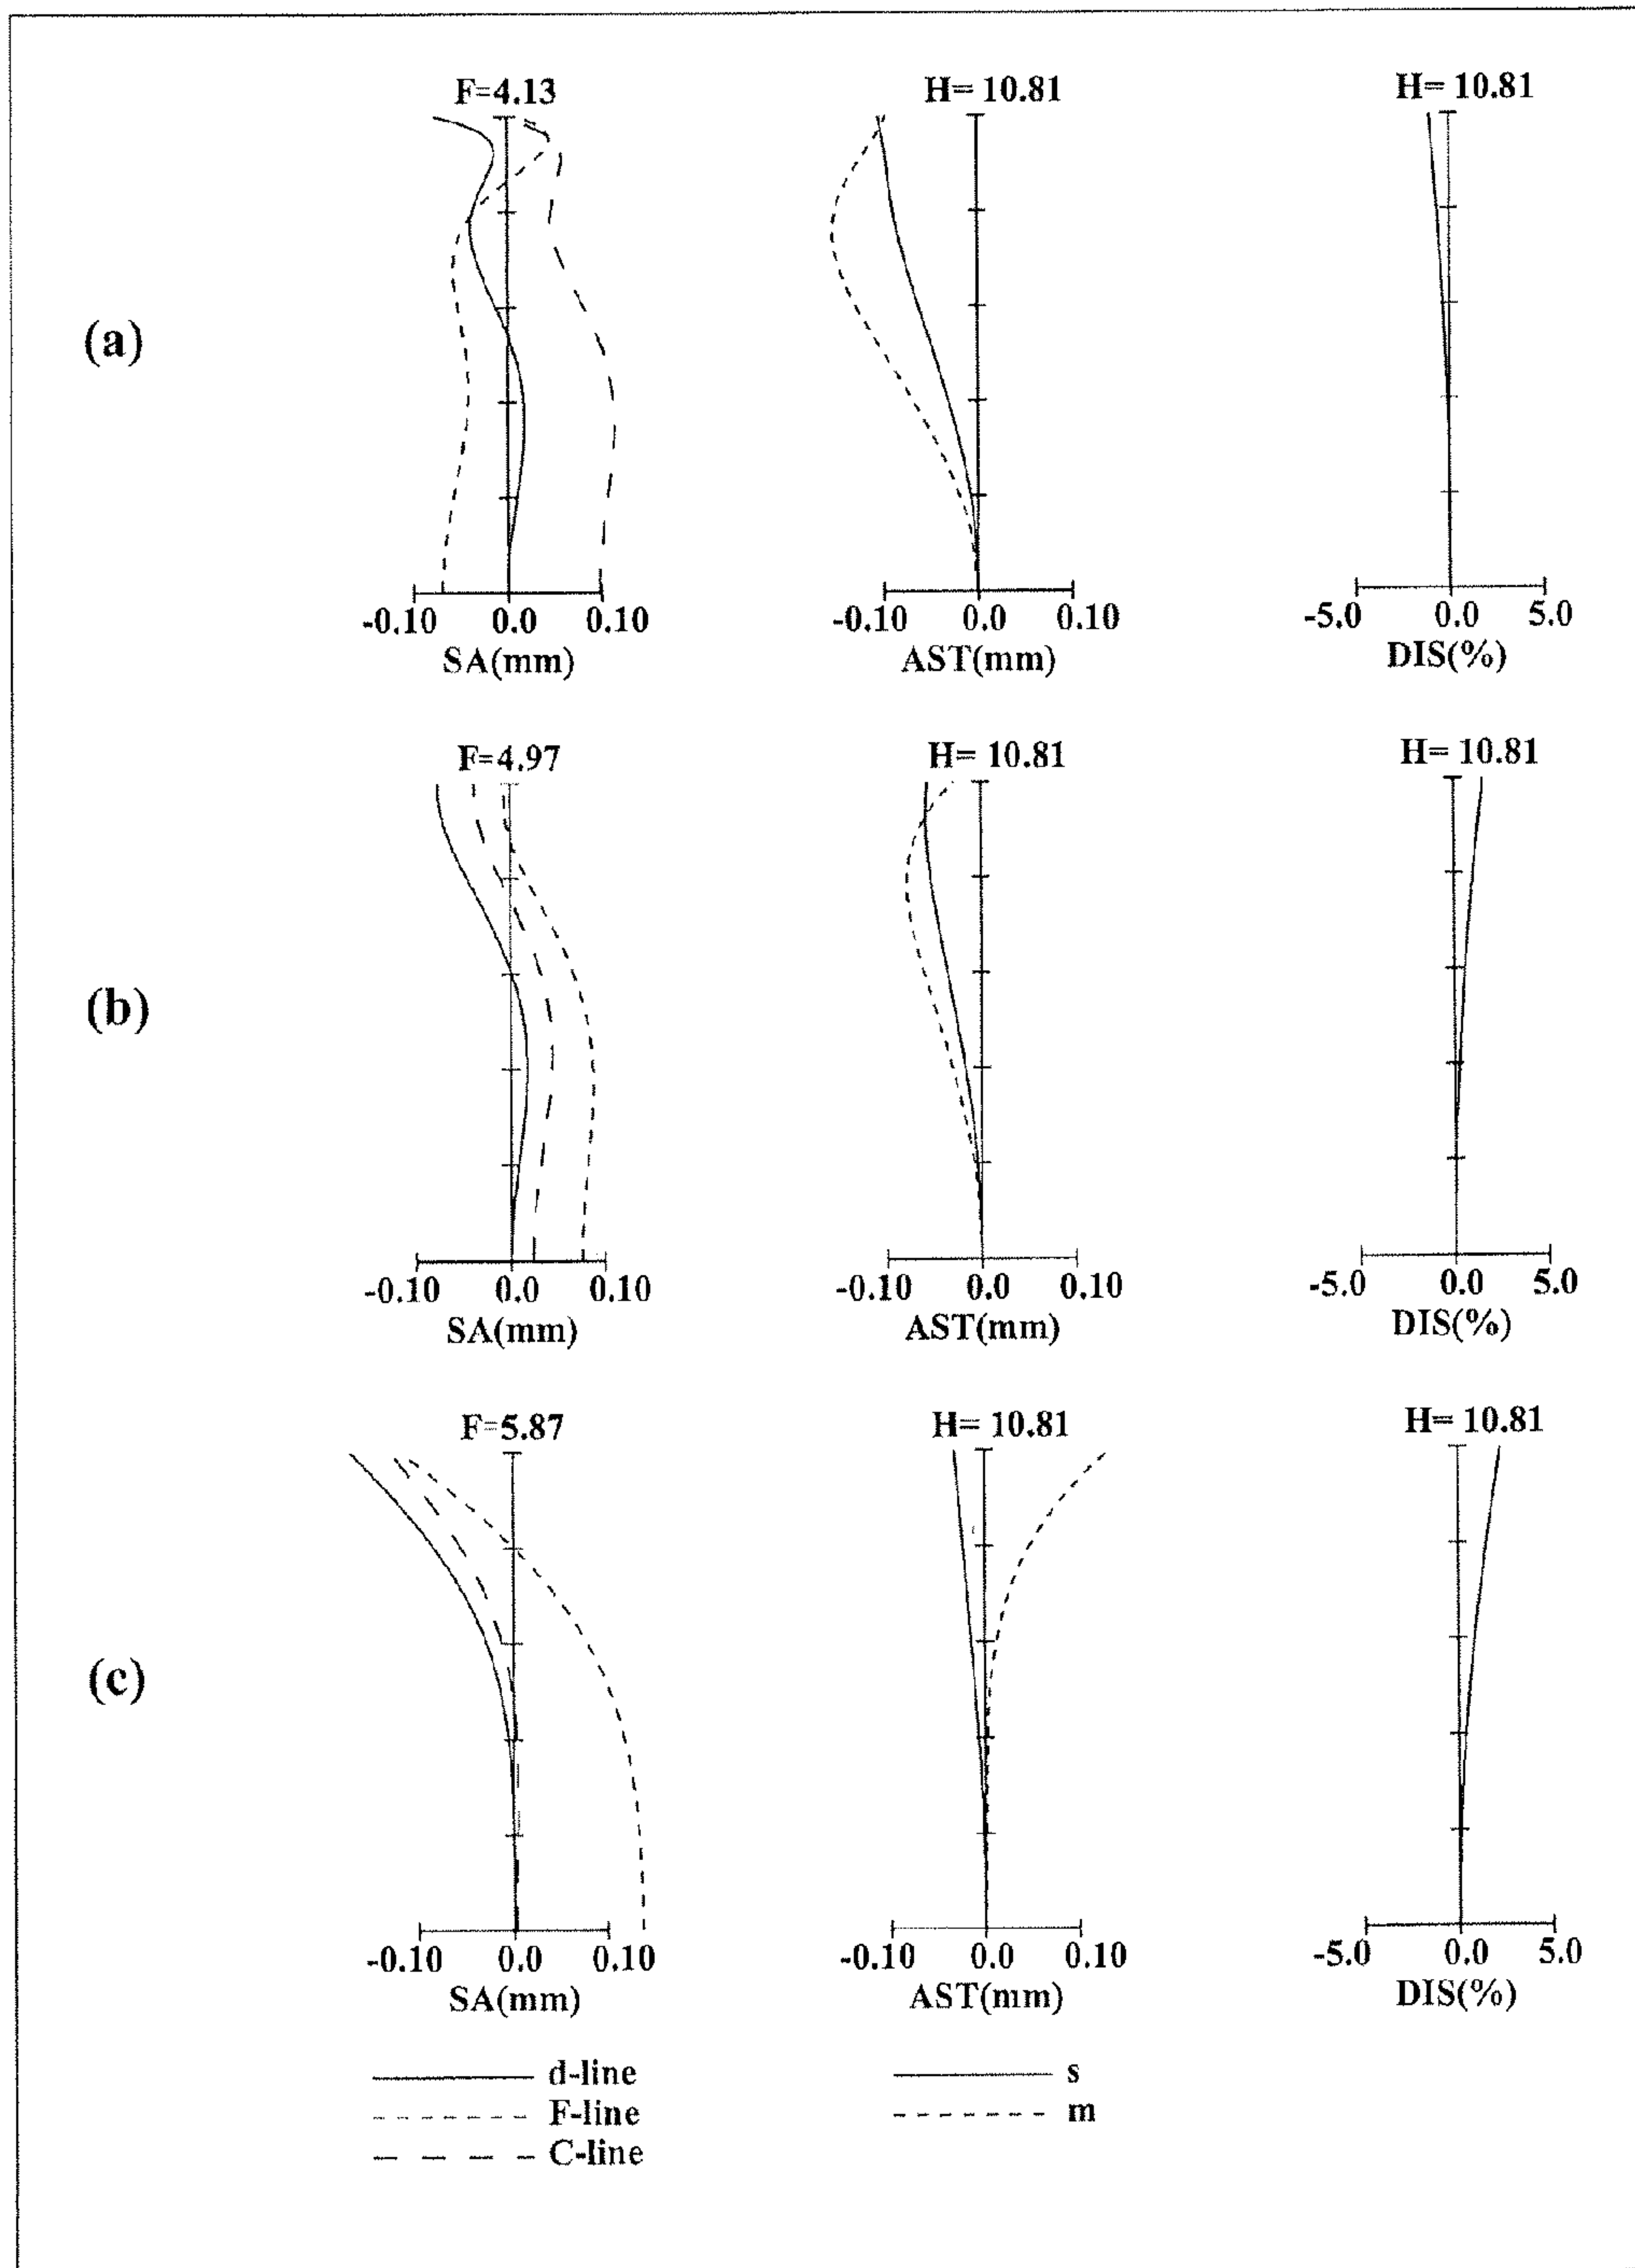 (a)
F=4.13
-0.10 0.0 0.10
SA(mm)
H= 10.81
-0.10 0.0 0.10
AST(mm)
H= 10.81
-5.0 0.0 5.0
DIS(%)
(b)
F=4.97
-0.10 0.0 0.10
SA(mm)
H= 10.81
-0.10 0.0 0.10
AST(mm)
H= 10.81
-5.0 0.0 5.0
DIS(%)
(c)
F=5.87
-0.10 0.0 0.10
SA(mm)
H= 10.81
-0.10 0.0 0.10
AST(mm)
H= 10.81
-5.0 0.0 5.0
DIS(%)
d-line
F-line
C-line
s
m